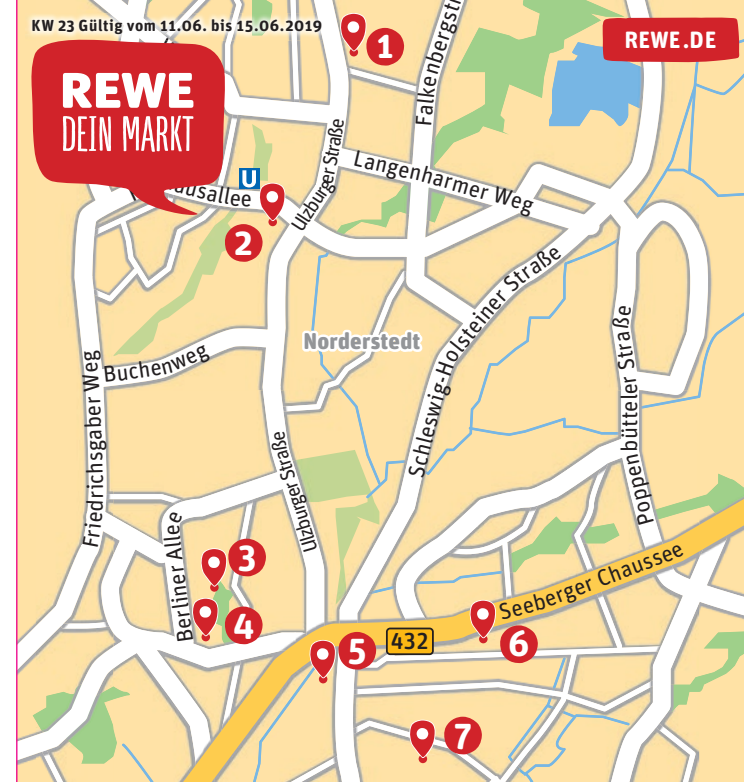 KW 23 Gültig vom 11.06. bis 15.06.2019
REWE.DE
REWE
DEIN MARKT
1
Falkenbergstr
Ulzburger Straße
Langenharmer Weg
U
ausallee
2
Schleswig-Holsteiner Straße
Norderstedt
Buchenweg
Friedrichsgaber Weg
Poppenbütteler Straße
Ulzburger Straße
Berliner Allee
3
4
Seeberger Chaussee
432
5
6
7